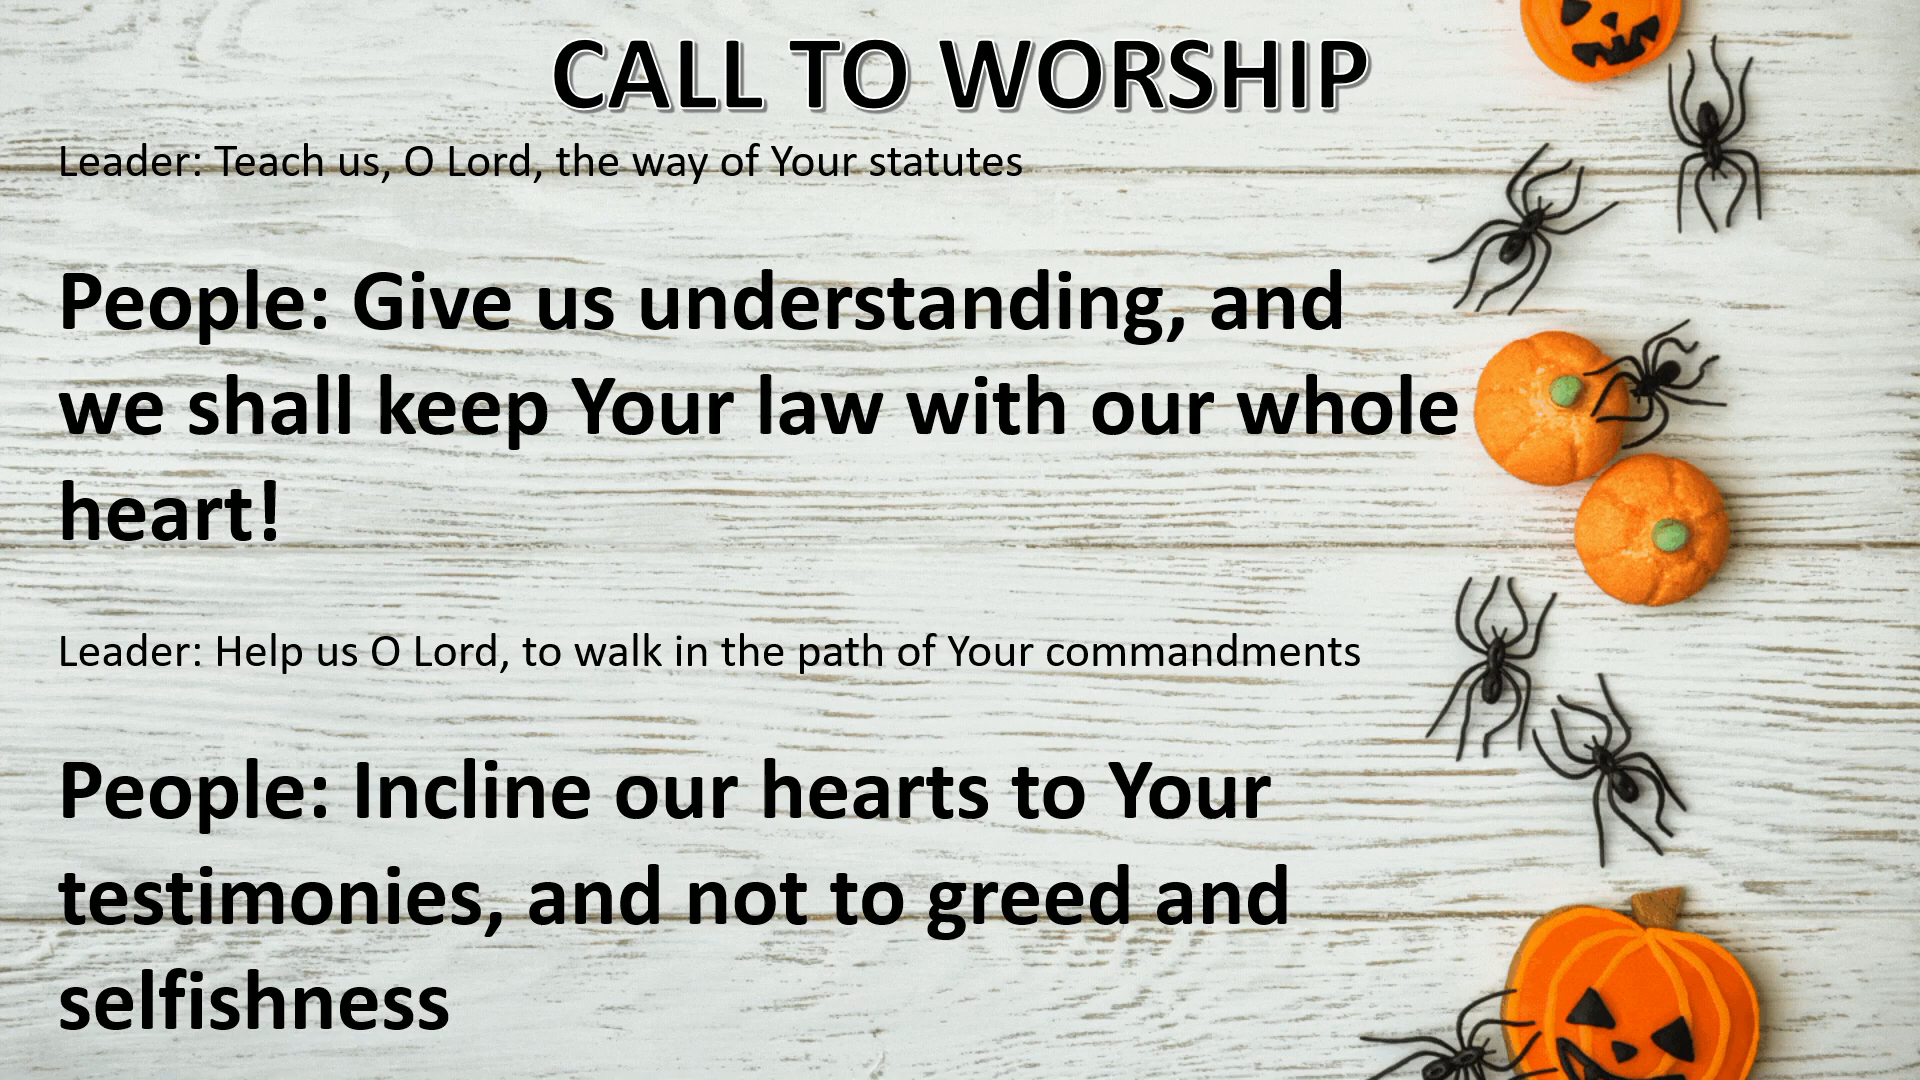 CALL TO WORSHIP
Leader: Teach us, O Lord, the way of Your statutes
People: Give us understanding, and
we shall keep Your law with our whole
heart!
Leader: Help us O Lord, to walk in the path of Your commandments
People: Incline our hearts to Your
testimonies, and not to greed and
selfishness